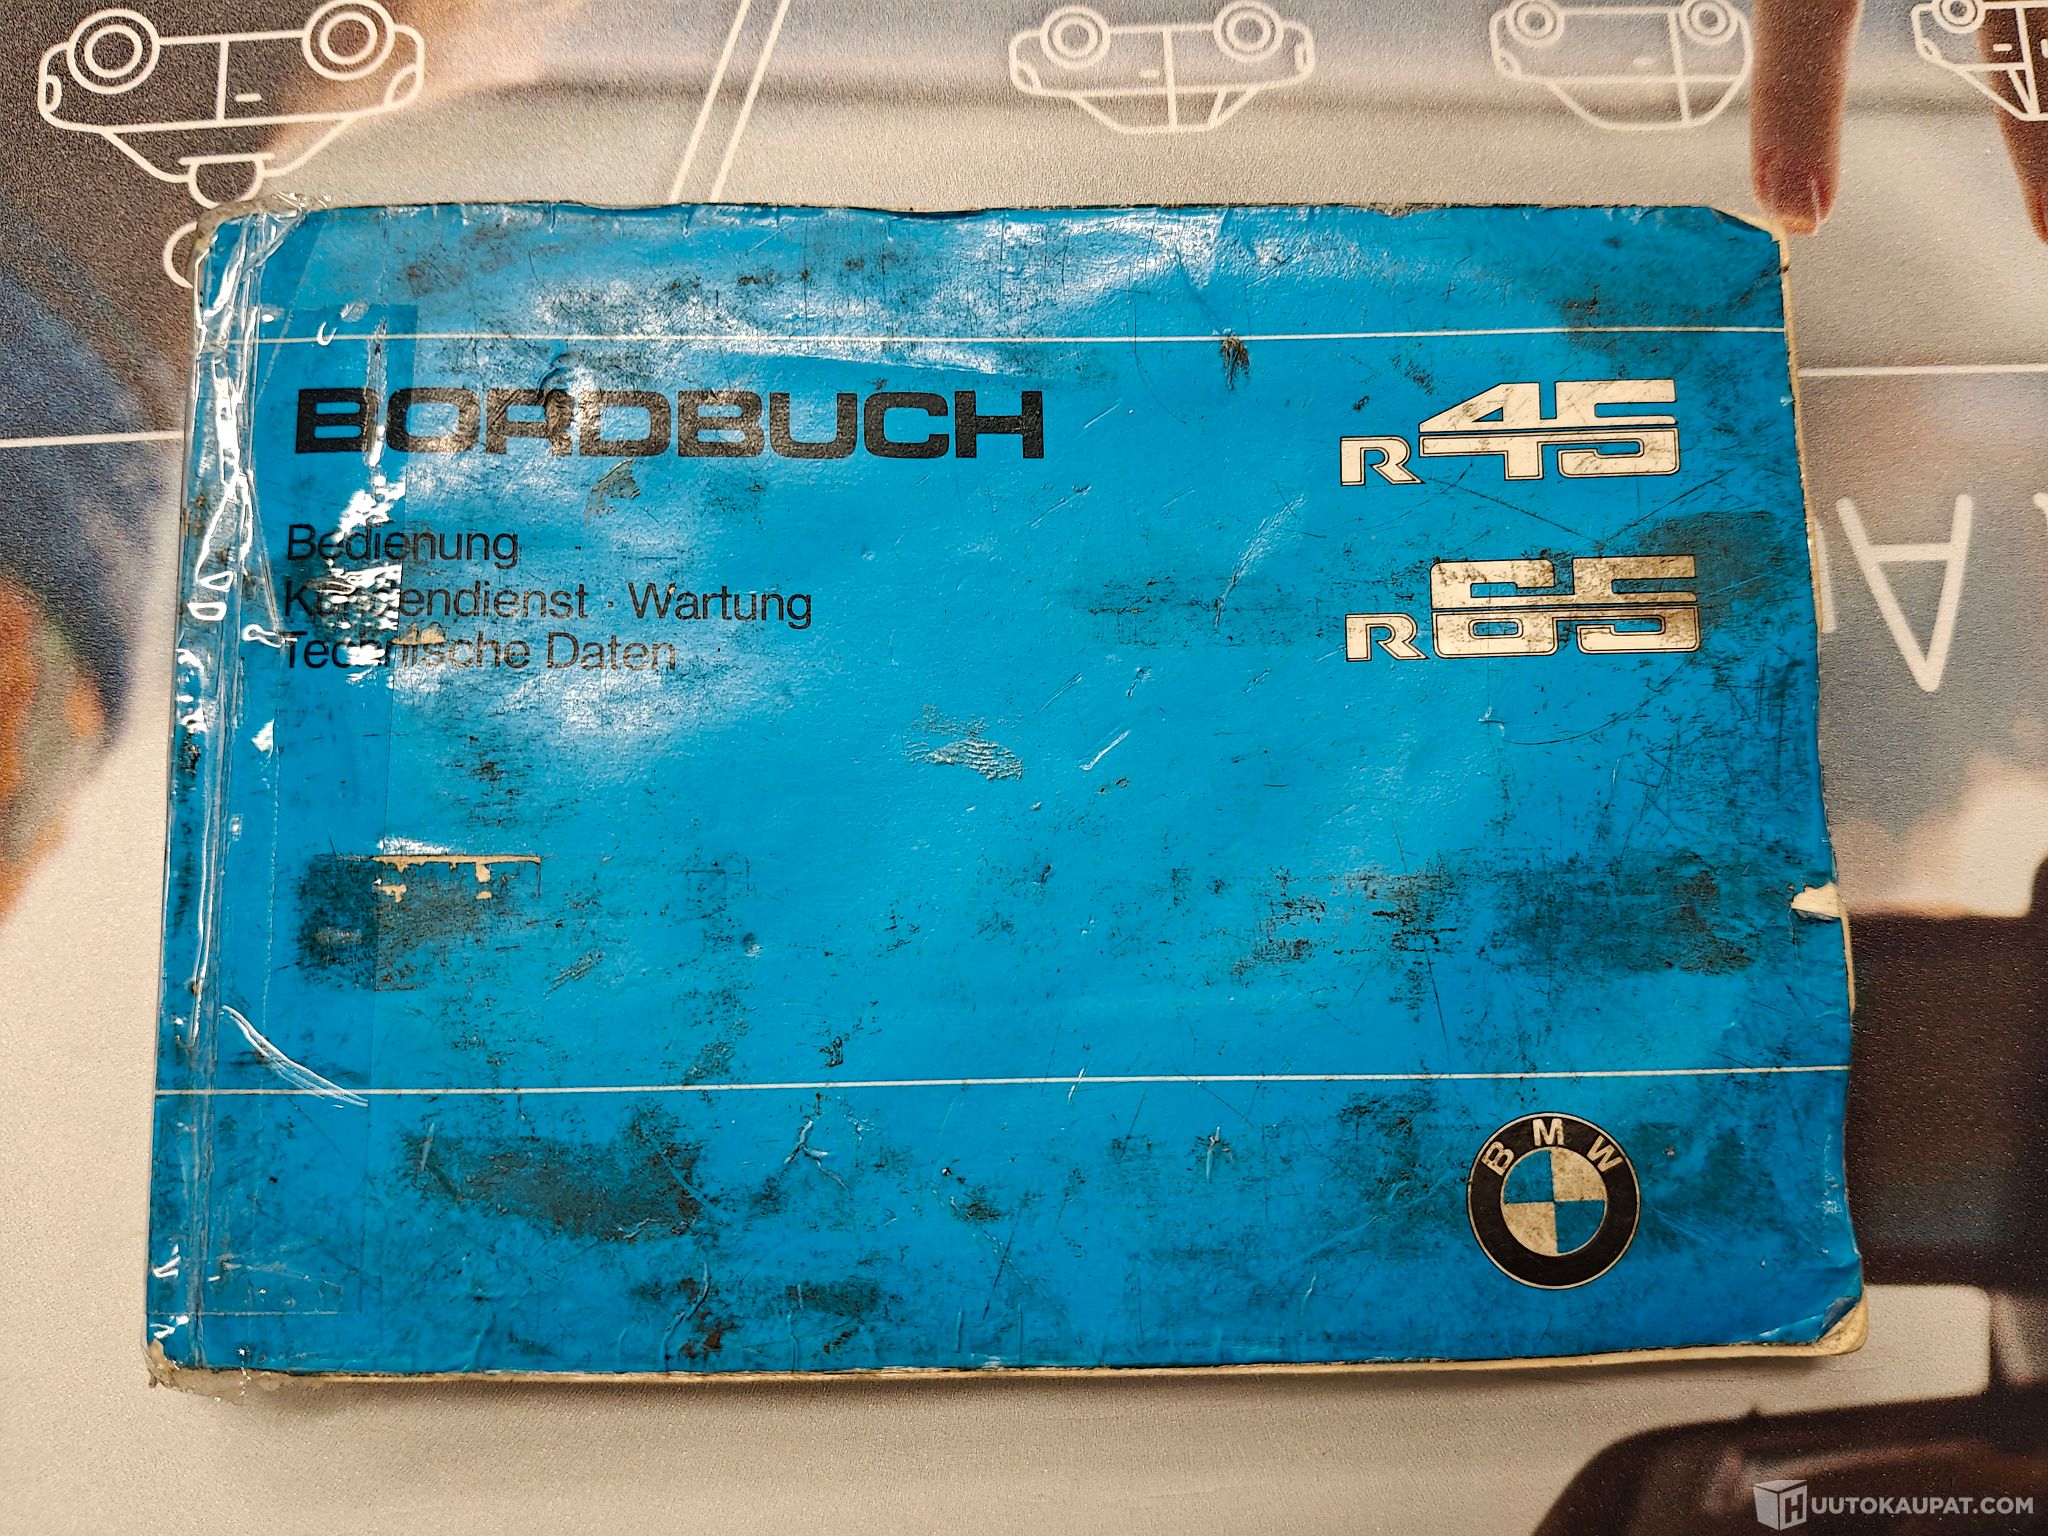 BORDBUCH
R45
Bedienung
Kundendienst · Wartung
Technische Daten
R65
BMW
HUUTOKAUPAT.COM